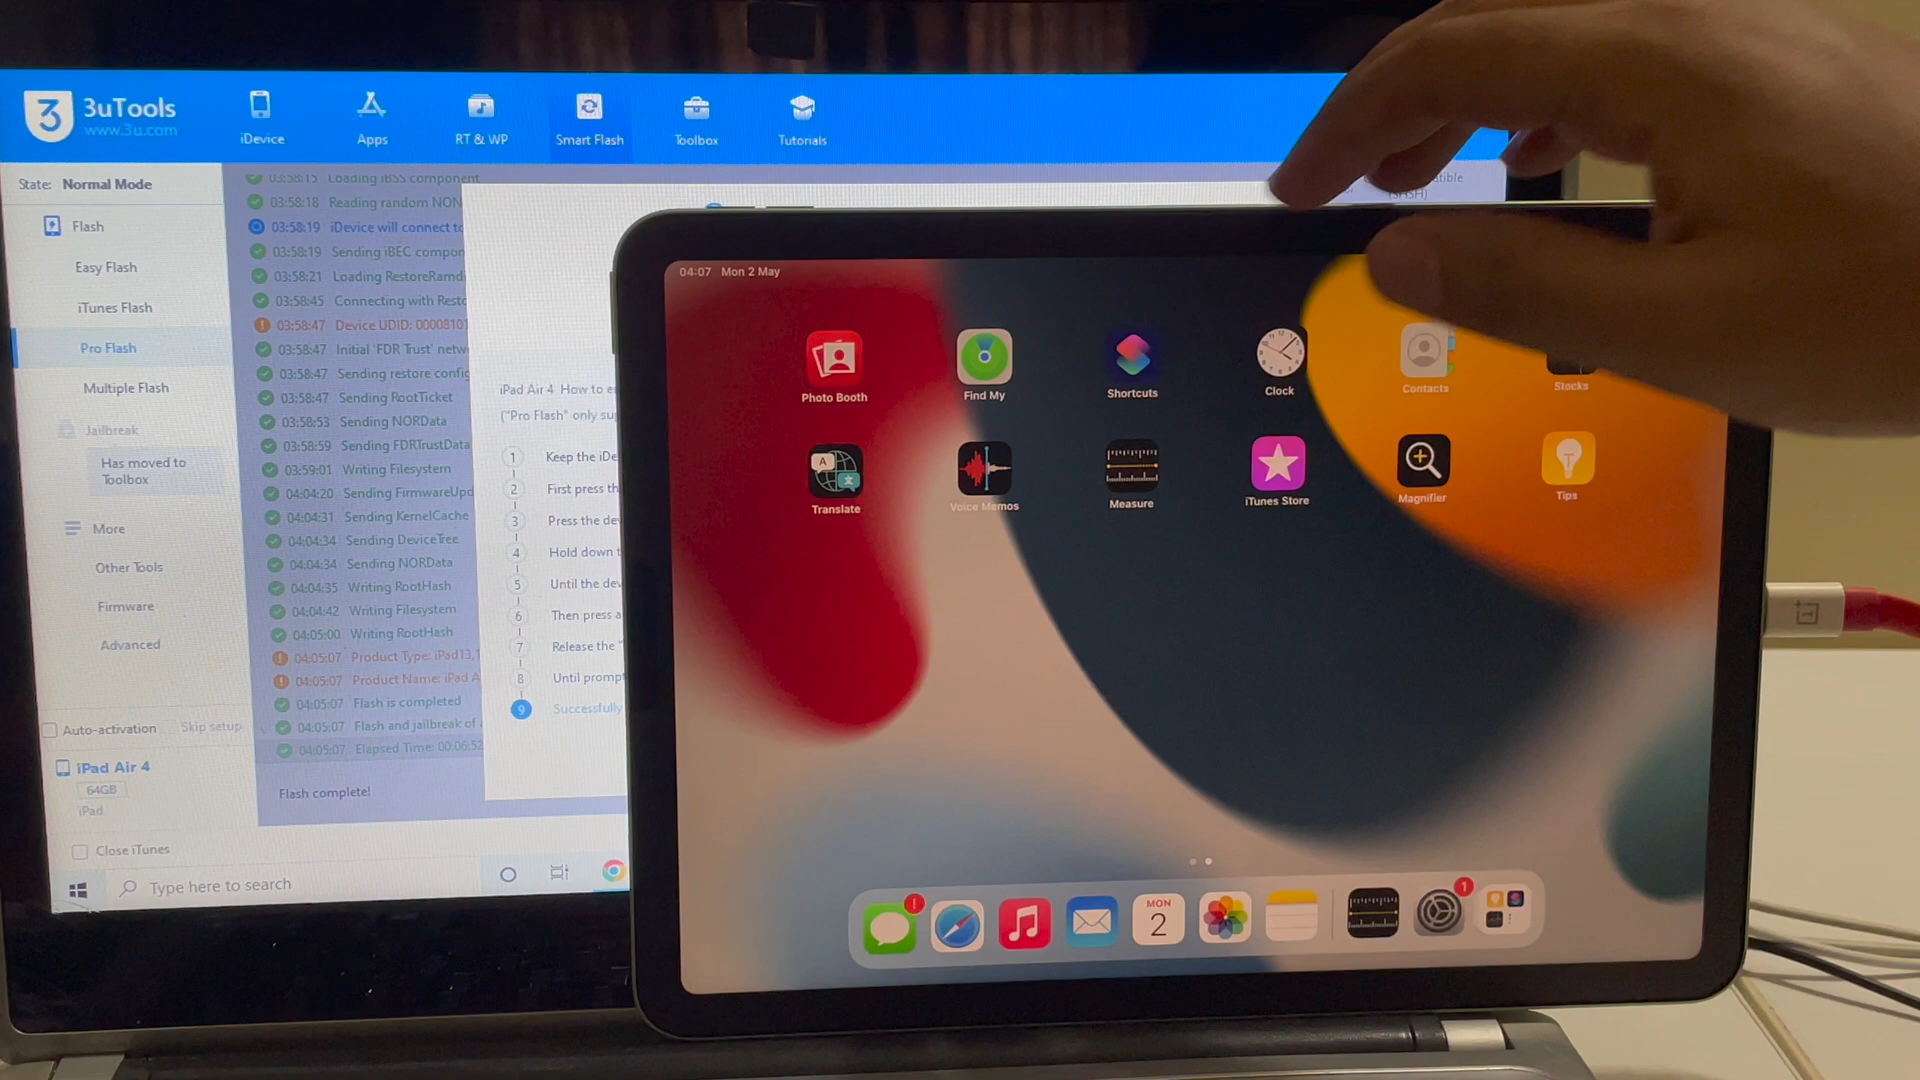 3uTools
www.3u.com
iDevice
Apps
RT & WP
Smart Flash
Toolbox
Tutorials
State: Normal Mode
Flash
Easy Flash
iTunes Flash
Pro Flash
Multiple Flash
Jailbreak
Has moved to
Toolbox
More
Other Tools
Firmware
Advanced
Auto-activation
Skip setup
iPad Air 4
64GB
iPad
Close iTunes
03:58:15 Loading iBSS component
03:58:18 Reading random NON
03:58:19 iDevice will connect to
03:58:19 Sending iBEC compon
03:58:21 Loading RestoreRamdi
03:58:45 Connecting with Resto
03:58:47 Device UDID: 00008101
03:58:47 Initial 'FDR Trust' netw
03:58:47 Sending restore config
03:58:47 Sending RootTicket
03:58:53 Sending NORData
03:58:59 Sending FDRTrustData
03:59:01 Writing Filesystem
04:04:20 Sending FirmwareUpd
04:04:31 Sending KernelCache
04:04:34 Sending DeviceTree
04:04:34 Sending NORData
04:04:35 Writing RootHash
04:04:42 Writing Filesystem
04:05:00 Writing RootHash
04:05:07 Product Type: iPad13,1
04:05:07 Product Name: iPad A
04:05:07 Flash is completed
04:05:07 Flash and jailbreak of
04:05:07 Elapsed Time: 00:06:52
Flash complete!
iPad Air 4 How to e
("Pro Flash" only su
1 Keep the iDe
2 First press th
3 Press the dev
4 Hold down t
5 Until the dev
6 Then press a
7 Release the "
8 Until prompt
9 Successfully
Type here to search
04:07 Mon 2 May
Photo Booth
Find My
Shortcuts
Clock
Contacts
Stocks
Translate
Voice Memos
Measure
iTunes Store
Magnifier
Tips
!
MON
2
1